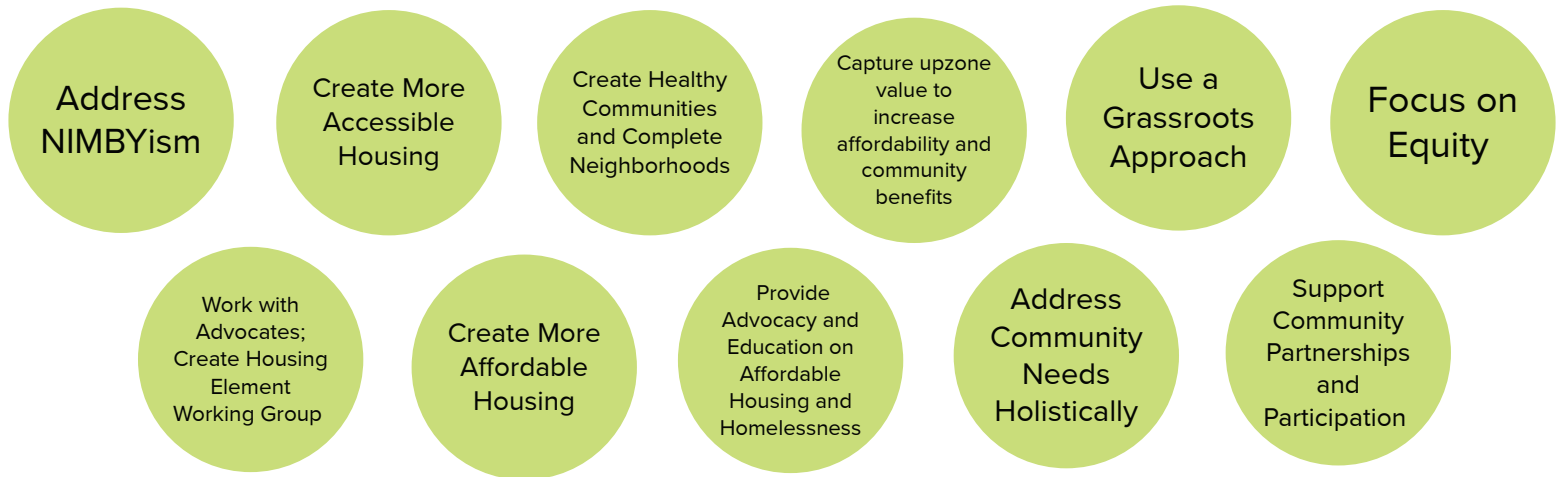 Address
NIMBYism
Create More
Accessible
Housing
Create Healthy
Communities
and Complete
Neighborhoods
Capture upzone
value to
increase
affordability and
community
benefits
Use a
Grassroots
Approach
Focus on
Equity
Work with
Advocates;
Create Housing
Element
Working Group
Create More
Affordable
Housing
Provide
Advocacy and
Education on
Affordable
Housing and
Homelessness
Address
Community
Needs
Holistically
Support
Community
Partnerships
and
Participation